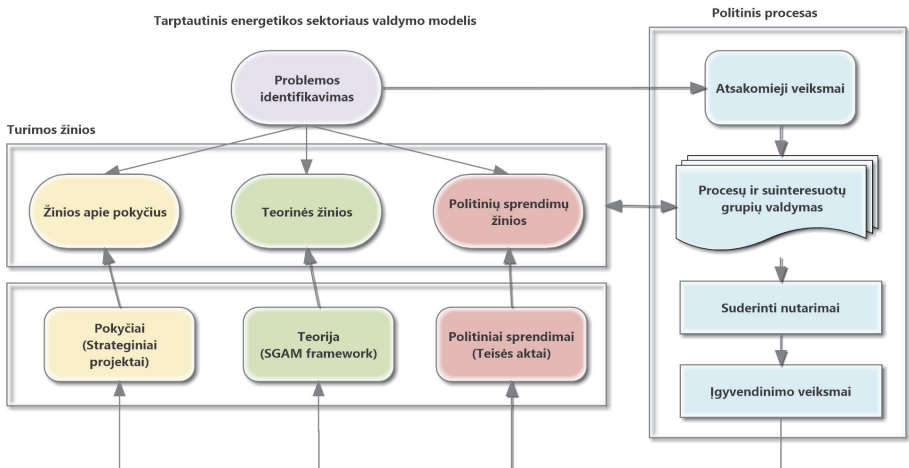 Tarptautinis energetikos sektoriaus valdymo modelis
Politinis procesas
Problemos
identifikavimas
Atsakomieji veiksmai
Turimos žinios
Žinios apie pokyčius
Teorinės žinios
Politinių sprendimų
žinios
Procesų ir suinteresuotų
grupių valdymas
Pokyčiai
(Strateginiai
projektai)
Teorija
(SGAM framework)
Politiniai sprendimai
(Teisės aktai)
Suderinti nutarimai
Įgyvendinimo veiksmai